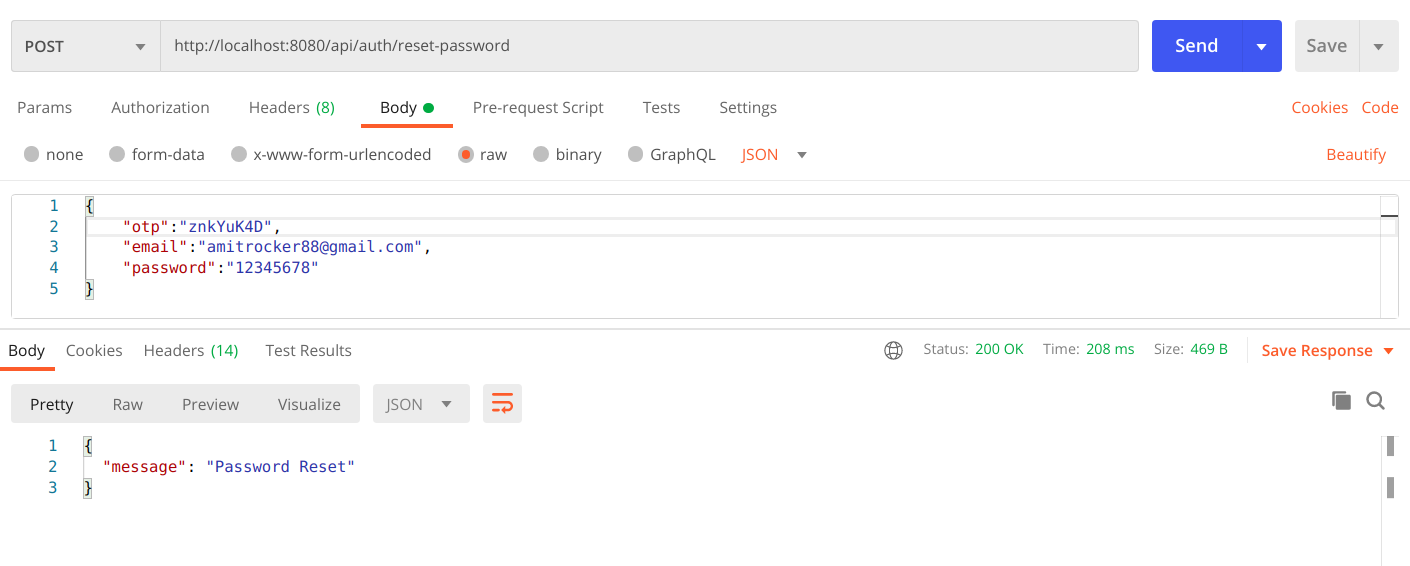 POST http://localhost:8080/api/auth/reset-password Send Save
Params Authorization Headers (8) Body Pre-request Script Tests Settings Cookies Code
none form-data x-www-form-urlencoded raw binary GraphQL JSON Beautify
1 {
2 "otp":"znkYuK4D",
3 "email":"amitrocker88@gmail.com",
4 "password":"12345678"
5 }
Body Cookies Headers (14) Test Results Status: 200 OK Time: 208 ms Size: 469 B Save Response
Pretty Raw Preview Visualize JSON
1 {
2 "message": "Password Reset"
3 }